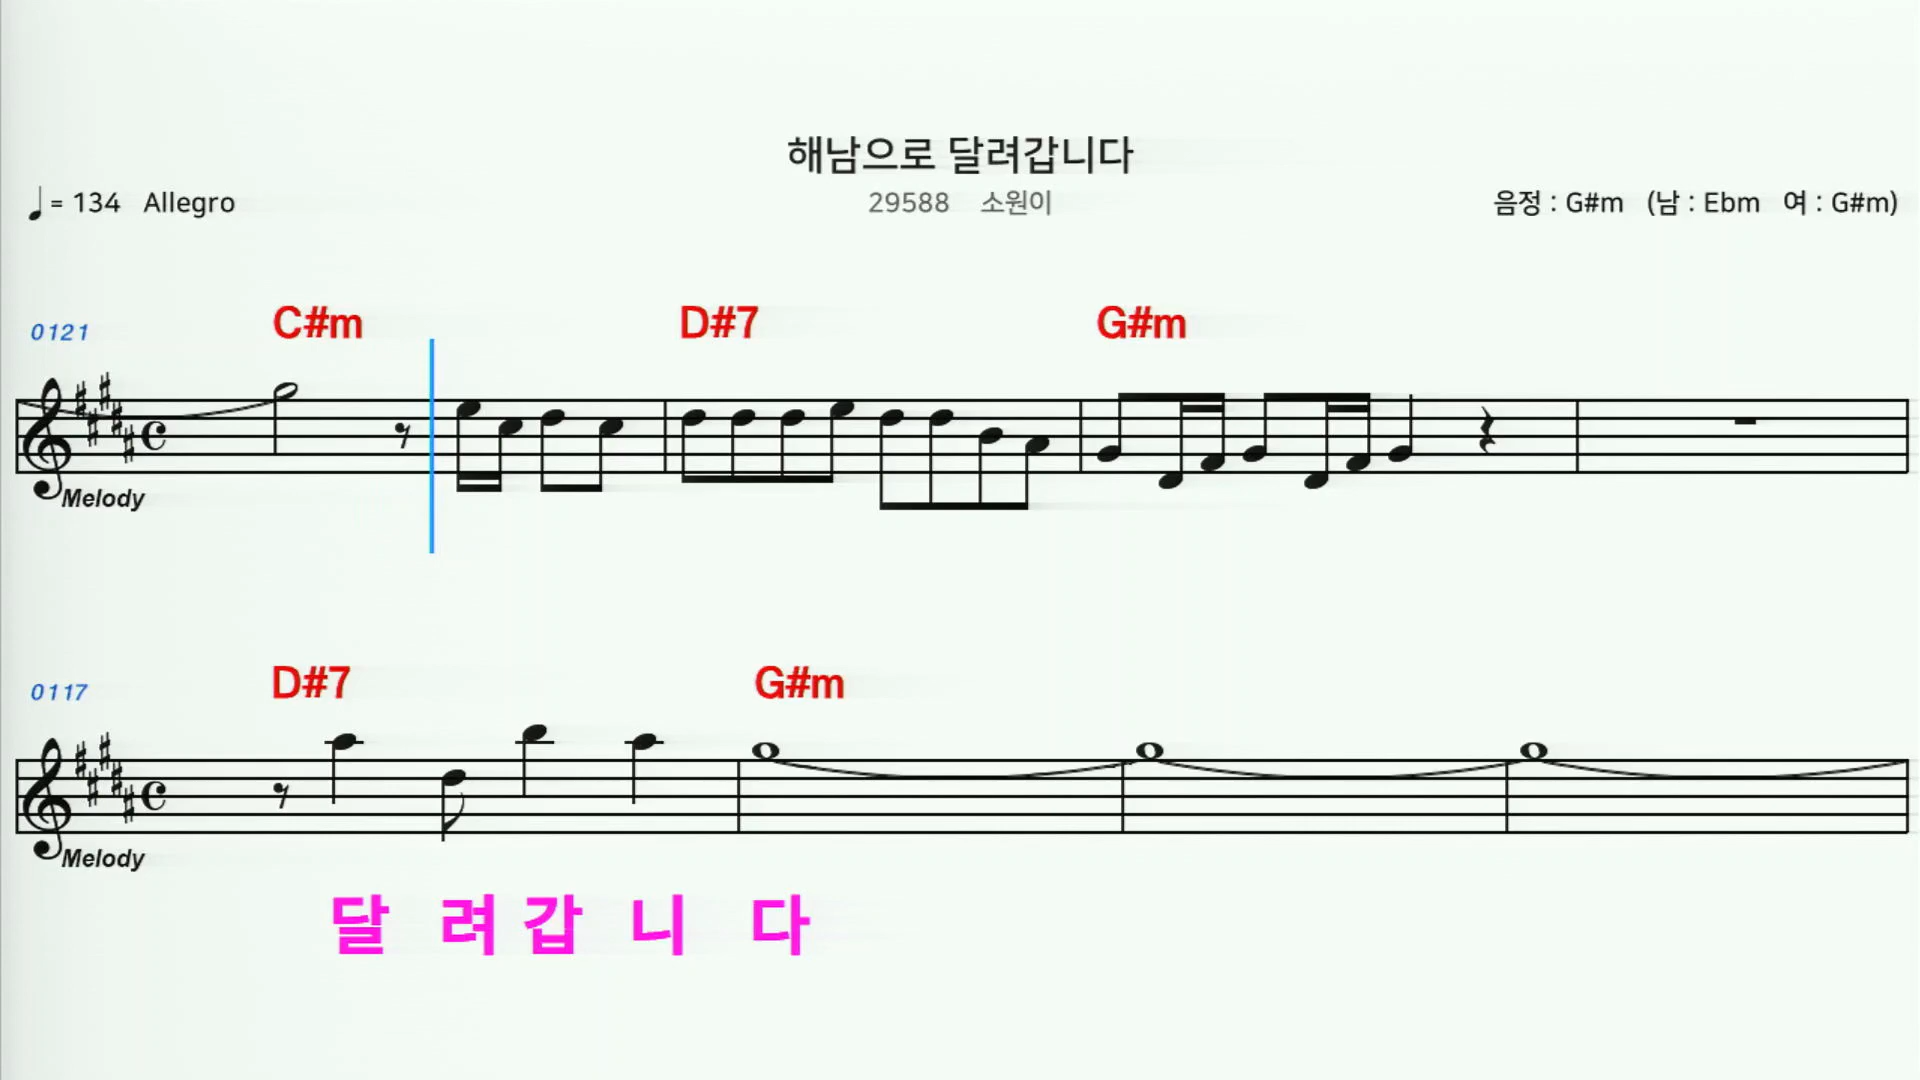 해남으로 달려갑니다
♩ = 134 Allegro
29588 소원이
음정 : G#m (남 : Ebm 여 : G#m)
0121
C#m D#7 G#m
Melody
0117
D#7 G#m
Melody
달 려 갑 니 다